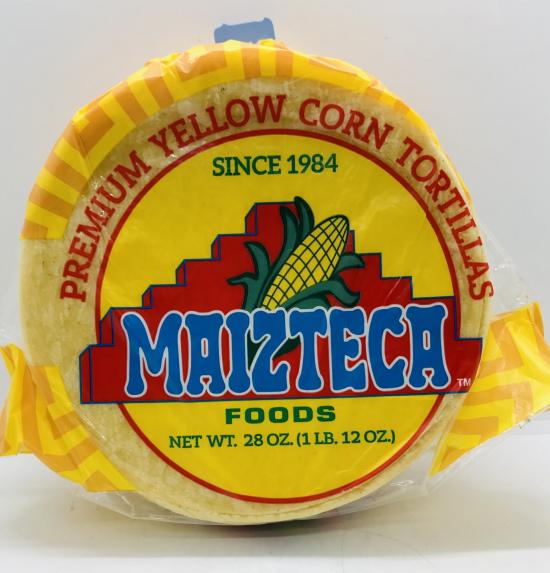 PREMIUM YELLOW CORN TORTILLAS
SINCE 1984
MAIZTECA
TM
FOODS
NET WT. 28 OZ. (1 LB. 12 OZ.)